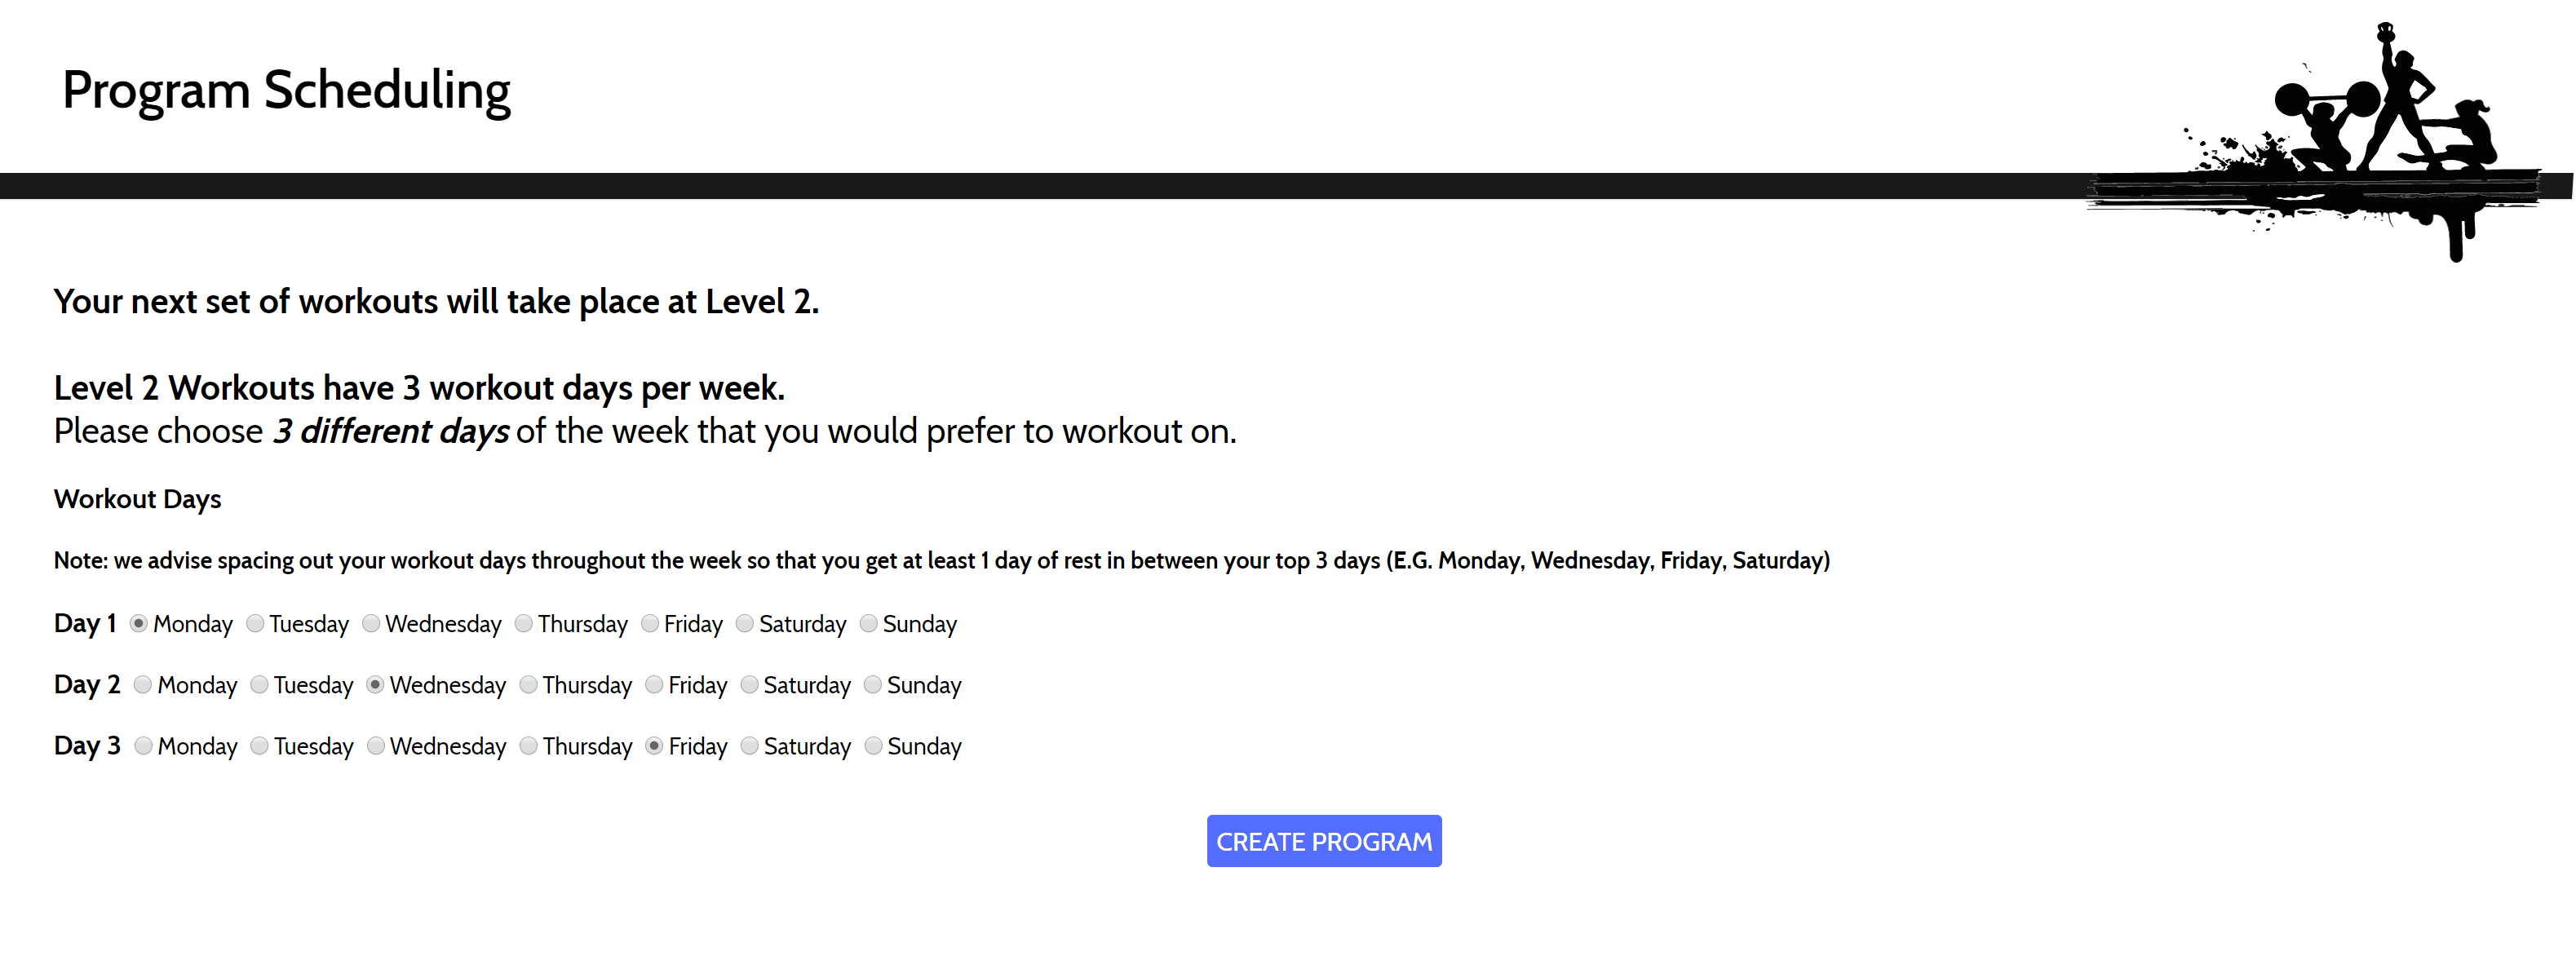 Program Scheduling
Your next set of workouts will take place at Level 2.
Level 2 Workouts have 3 workout days per week.
Please choose 3 different days of the week that you would prefer to workout on.
Workout Days
Note: we advise spacing out your workout days throughout the week so that you get at least 1 day of rest in between your top 3 days (E.G. Monday, Wednesday, Friday, Saturday)
Day 1 Monday Tuesday Wednesday Thursday Friday Saturday Sunday
Day 2 Monday Tuesday Wednesday Thursday Friday Saturday Sunday
Day 3 Monday Tuesday Wednesday Thursday Friday Saturday Sunday
CREATE PROGRAM